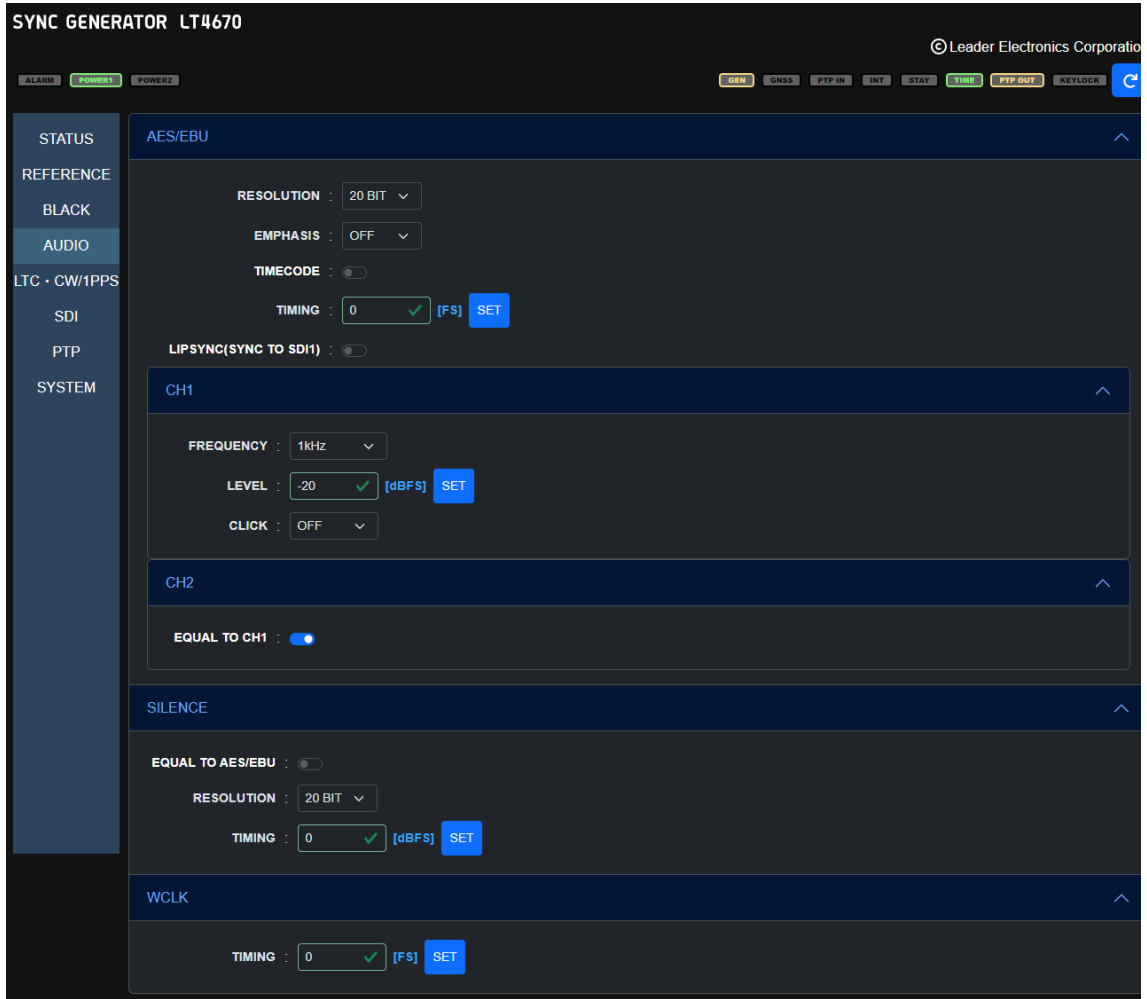 SYNC GENERATOR LT4670
©Leader Electronics Corporatio
ALARM POWER1 POWER2 GEN GNSS PTP IN INT STAY TIME PTP OUT KEYLOCK
STATUS
REFERENCE
BLACK
AUDIO
LTC・CW/1PPS
SDI
PTP
SYSTEM
AES/EBU
RESOLUTION : 20 BIT
EMPHASIS : OFF
TIMECODE :
TIMING : 0 [FS] SET
LIPSYNC(SYNC TO SDI1) :
CH1
FREQUENCY : 1kHz
LEVEL : -20 [dBFS] SET
CLICK : OFF
CH2
EQUAL TO CH1 :
SILENCE
EQUAL TO AES/EBU :
RESOLUTION : 20 BIT
TIMING : 0 [dBFS] SET
WCLK
TIMING : 0 [FS] SET